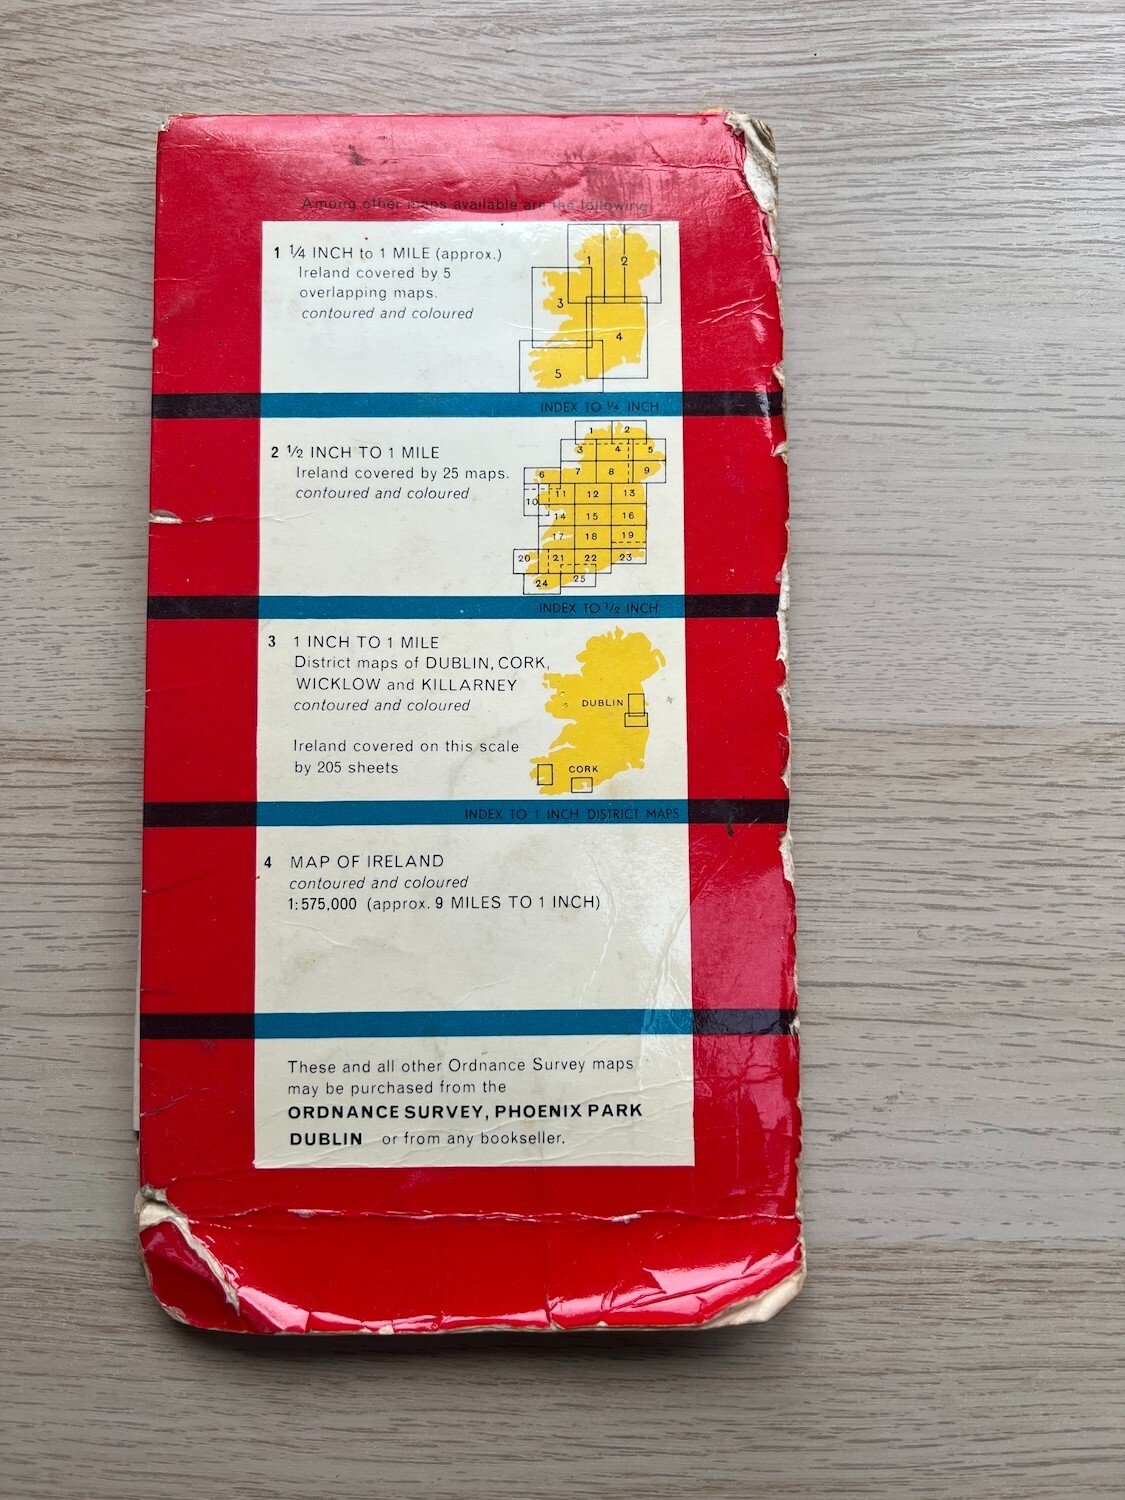 Among other maps available are the following
1 ¼ INCH to 1 MILE (approx.)
Ireland covered by 5
overlapping maps.
contoured and coloured
1 2
3
4
5
INDEX TO ¼ INCH
2 ½ INCH TO 1 MILE
Ireland covered by 25 maps.
contoured and coloured
1 2
3 4 5
6 7 8 9
10 11 12 13
14 15 16
17 18 19
20 21 22 23
24 25
INDEX TO ½ INCH
3 1 INCH TO 1 MILE
District maps of DUBLIN, CORK,
WICKLOW and KILLARNEY
contoured and coloured
Ireland covered on this scale
by 205 sheets
DUBLIN
CORK
INDEX TO 1 INCH DISTRICT MAPS
4 MAP OF IRELAND
contoured and coloured
1:575,000 (approx. 9 MILES TO 1 INCH)
These and all other Ordnance Survey maps
may be purchased from the
ORDNANCE SURVEY, PHOENIX PARK
DUBLIN or from any bookseller.